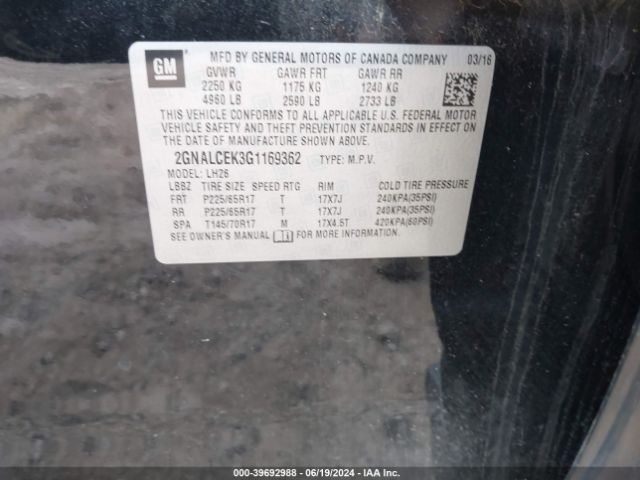 GM
MFD BY GENERAL MOTORS OF CANADA COMPANY 03/16
GVWR GAWR FRT GAWR RR
2250 KG 1175 KG 1240 KG
4960 LB 2590 LB 2733 LB
THIS VEHICLE CONFORMS TO ALL APPLICABLE U.S. FEDERAL MOTOR
VEHICLE SAFETY AND THEFT PREVENTION STANDARDS IN EFFECT ON THE
DATE OF MANUFACTURE SHOWN ABOVE.
2GNALCEK3G1169362 TYPE: M.P.V.
MODEL: LH26
LBBZ TIRE SIZE SPEED RTG RIM COLD TIRE PRESSURE
FRT P225/65R17 T 17X7J 240KPA(35PSI)
RR P225/65R17 T 17X7J 240KPA(35PSI)
SPA T145/70R17 M 17X4.5T 420KPA(60PSI)
SEE OWNER'S MANUAL FOR MORE INFORMATION.
000-39692988 - 06/19/2024 - IAA Inc.